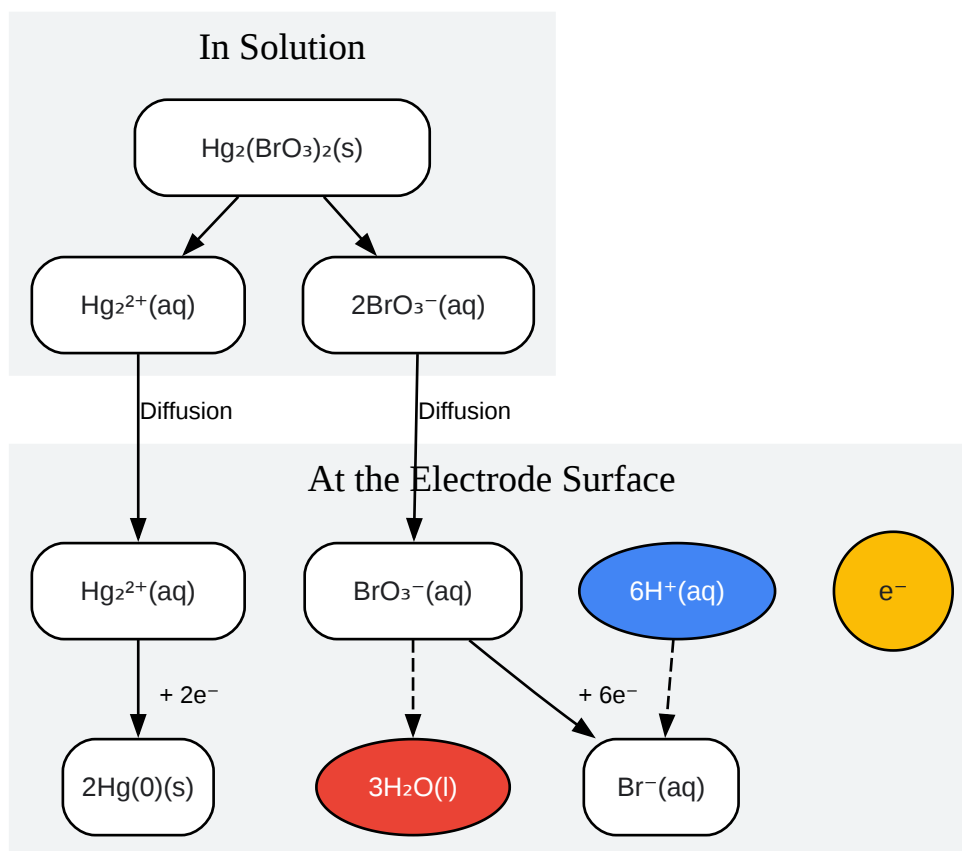 In Solution
Hg₂(BrO₃)₂(s)
Hg₂²⁺(aq)
2BrO₃⁻(aq)
Diffusion
Diffusion
At the Electrode Surface
Hg₂²⁺(aq)
BrO₃⁻(aq)
6H⁺(aq)
e⁻
+ 2e⁻
+ 6e⁻
2Hg(0)(s)
3H₂O(l)
Br⁻(aq)